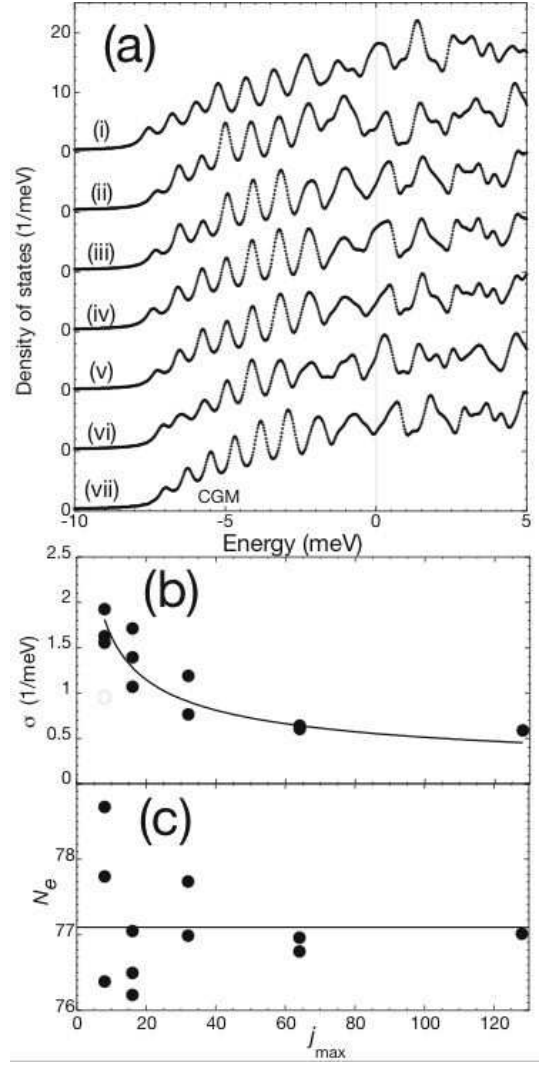 (a)
20
10
0
0
0
0
0
0
0
(i)
(ii)
(iii)
(iv)
(v)
(vi)
(vii)
CGM
Density of states (1/meV)
-10
-5
0
5
Energy (meV)
(b)
2.5
2
1.5
1
0.5
0
σ (1/meV)
(c)
78
77
76
Ne
0
20
40
60
80
100
120
jmax